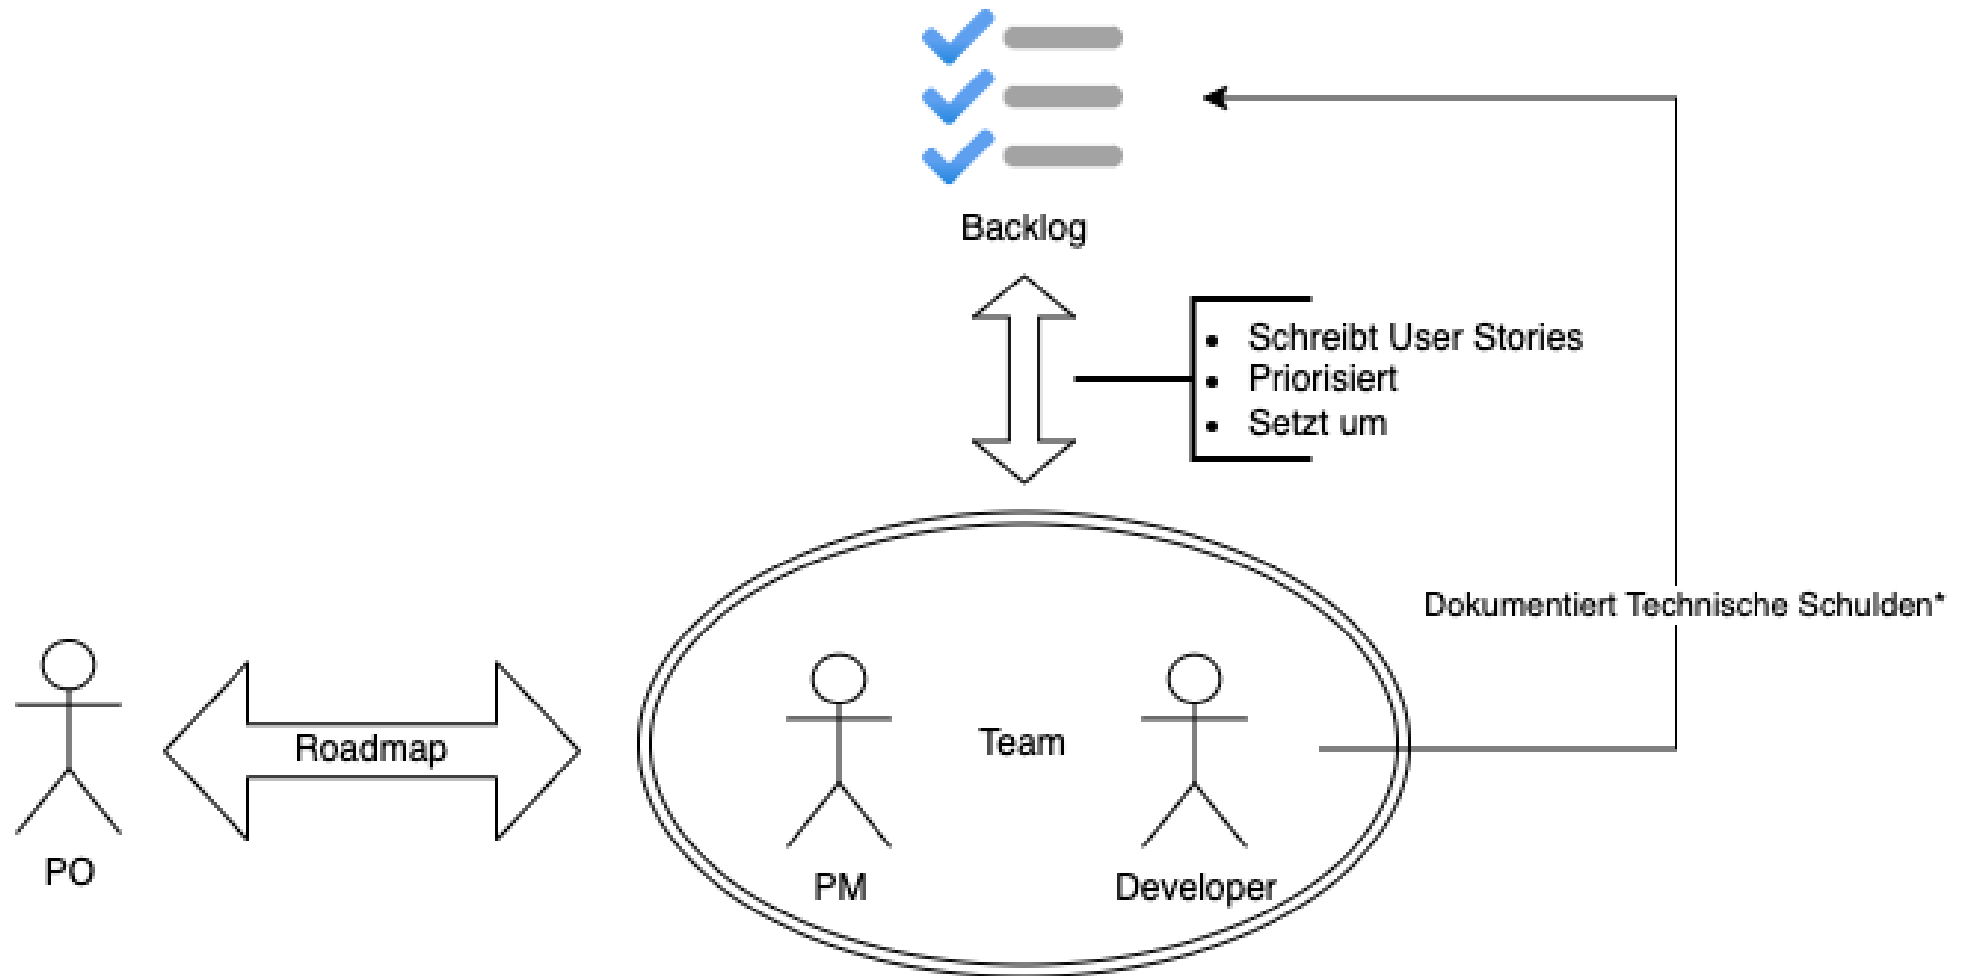 Backlog
• Schreibt User Stories
• Priorisiert
• Setzt um
Dokumentiert Technische Schulden*
Roadmap
Team
PO
PM
Developer